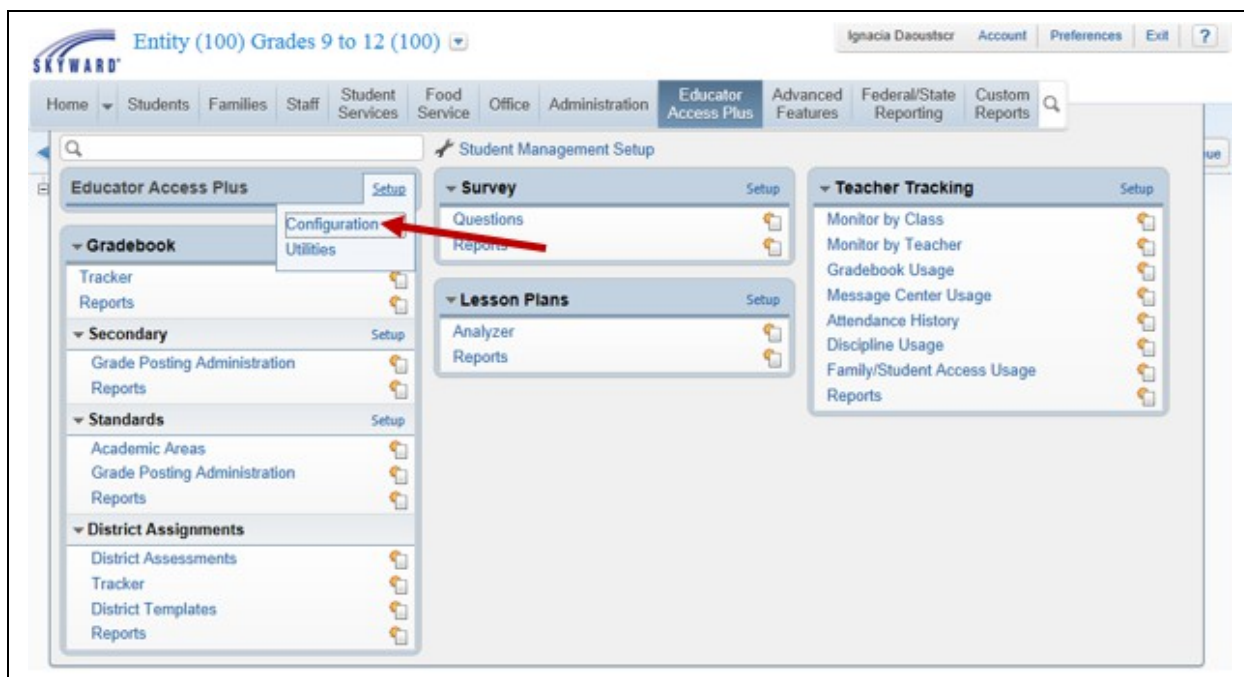 Entity (100) Grades 9 to 12 (100)
Ignacia Daoustscr Account Preferences Exit ?
SKYWARD
Home Students Families Staff Student Services Food Service Office Administration Educator Access Plus Advanced Features Federal/State Reporting Custom Reports
Student Management Setup
ue
Educator Access Plus Setup
Configuration
Utilities
Gradebook
Tracker
Reports
Secondary Setup
Grade Posting Administration
Reports
Standards Setup
Academic Areas
Grade Posting Administration
Reports
District Assignments
District Assessments
Tracker
District Templates
Reports
Survey Setup
Questions
Reports
Lesson Plans Setup
Analyzer
Reports
Teacher Tracking Setup
Monitor by Class
Monitor by Teacher
Gradebook Usage
Message Center Usage
Attendance History
Discipline Usage
Family/Student Access Usage
Reports